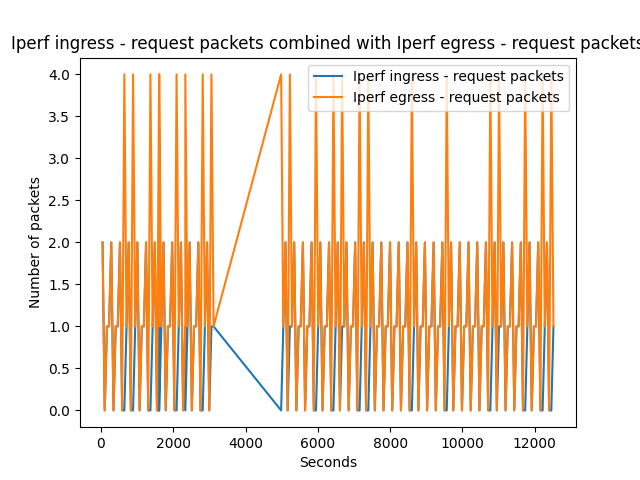 Iperf ingress - request packets combined with Iperf egress - request packets
Iperf ingress - request packets
Iperf egress - request packets
4.0
3.5
3.0
2.5
2.0
1.5
1.0
0.5
0.0
Number of packets
0 2000 4000 6000 8000 10000 12000
Seconds